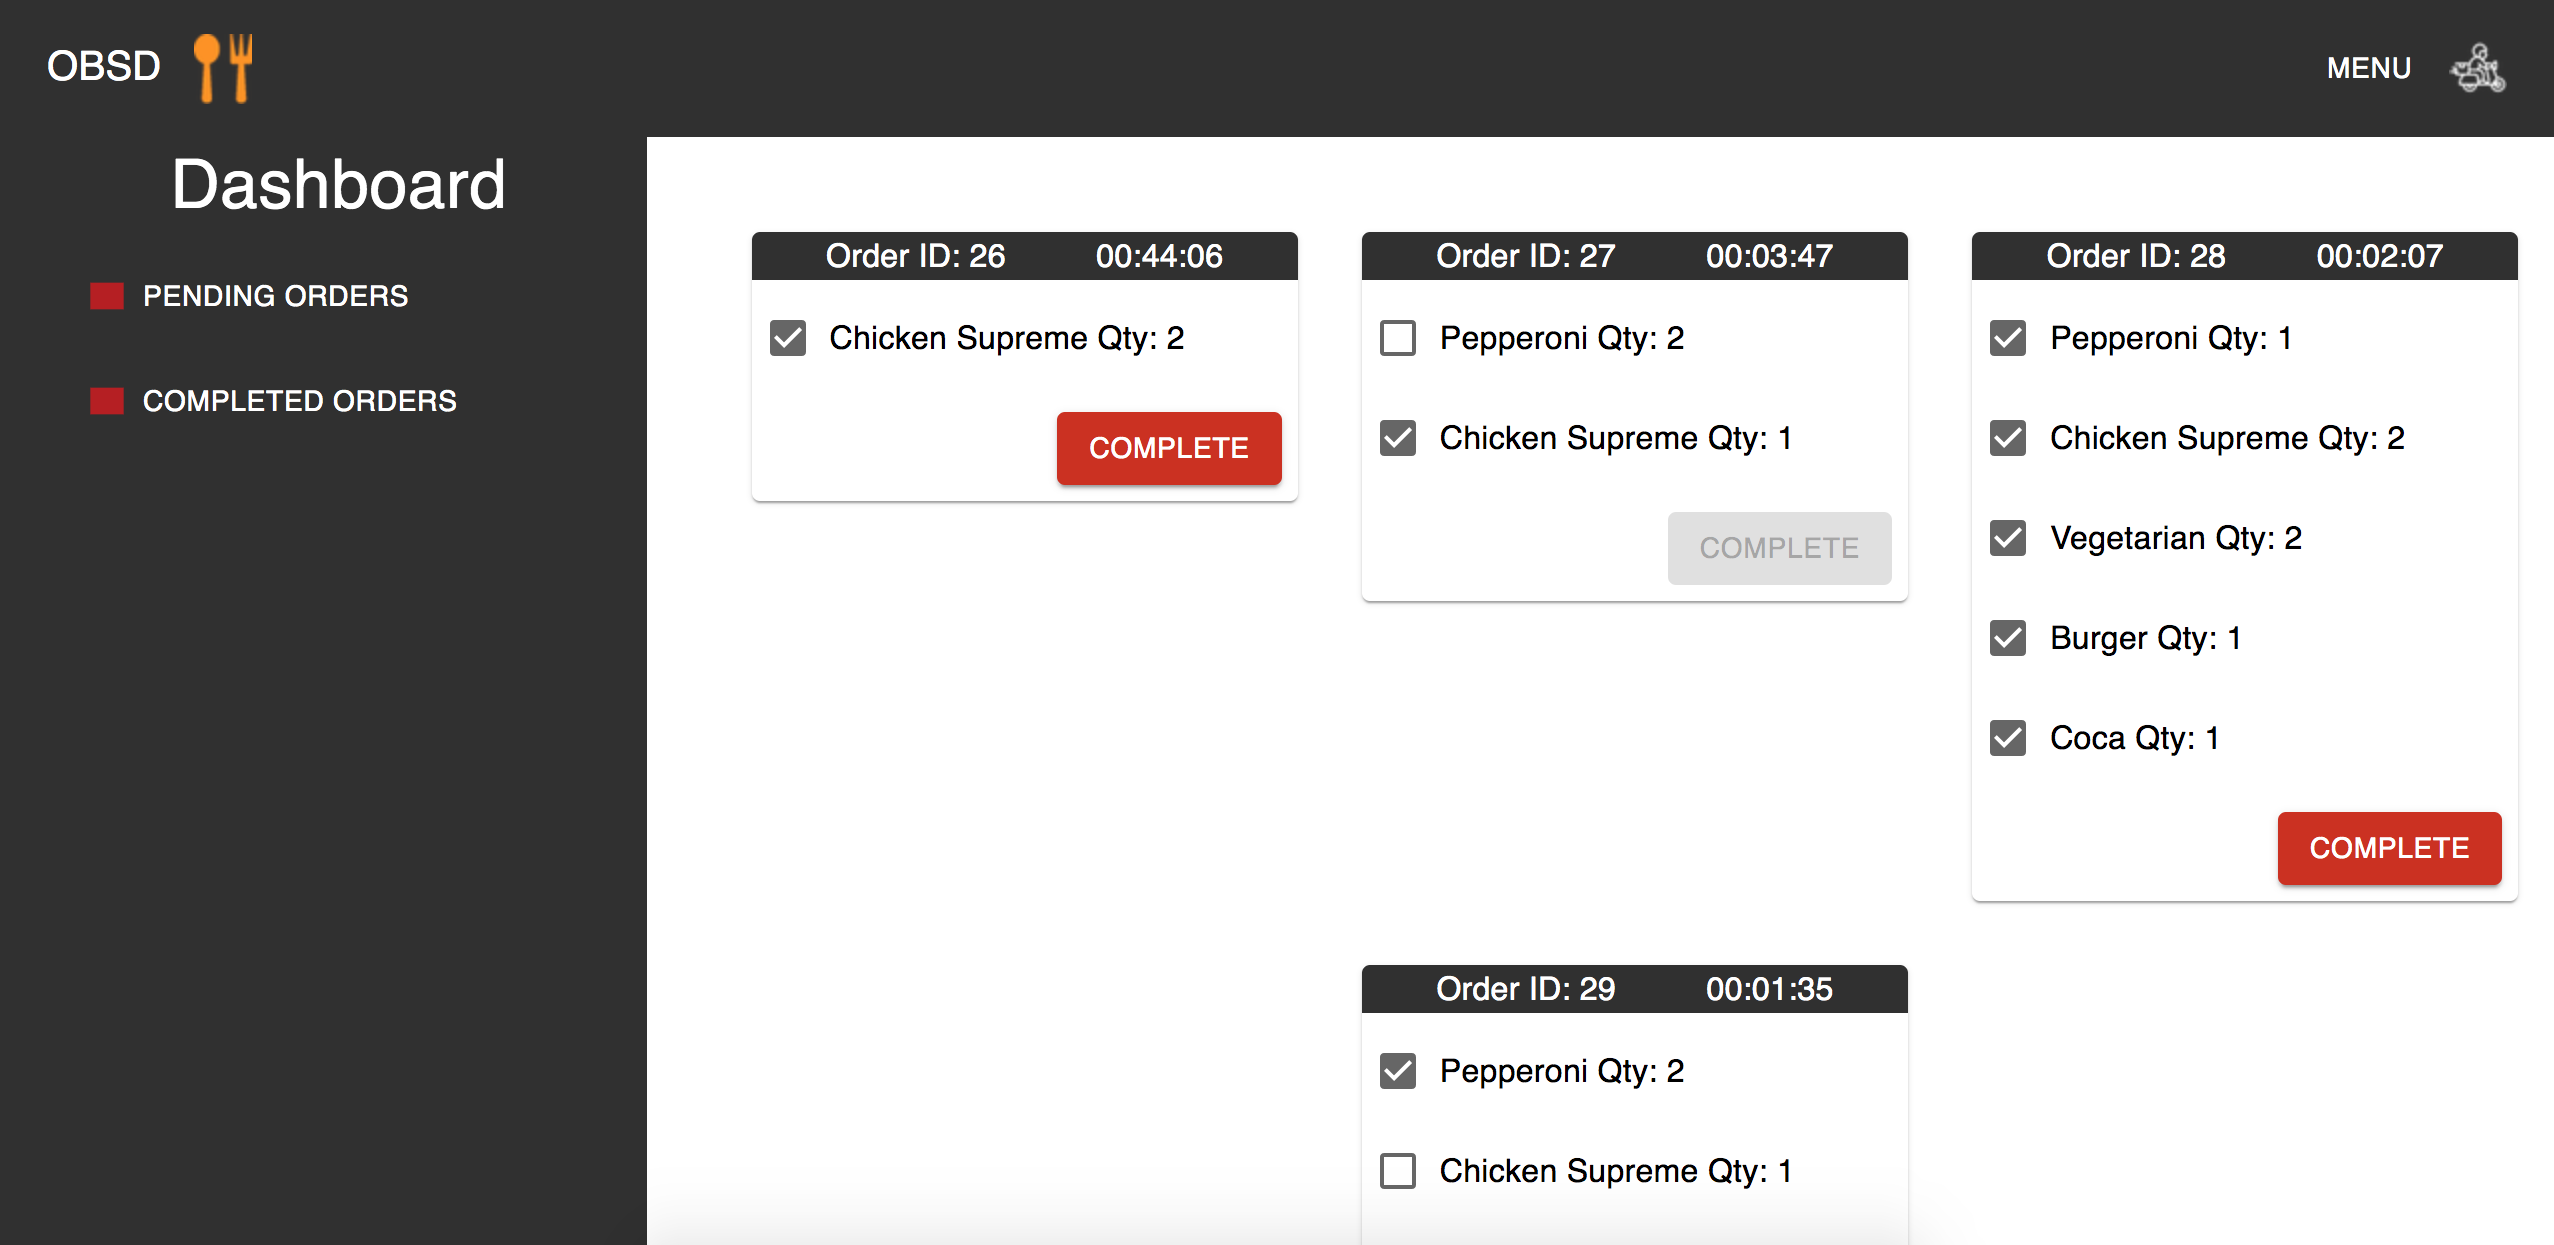 OBSD
MENU
Dashboard
PENDING ORDERS
COMPLETED ORDERS
Order ID: 26 00:44:06
Chicken Supreme Qty: 2
COMPLETE
Order ID: 27 00:03:47
Pepperoni Qty: 2
Chicken Supreme Qty: 1
COMPLETE
Order ID: 28 00:02:07
Pepperoni Qty: 1
Chicken Supreme Qty: 2
Vegetarian Qty: 2
Burger Qty: 1
Coca Qty: 1
COMPLETE
Order ID: 29 00:01:35
Pepperoni Qty: 2
Chicken Supreme Qty: 1